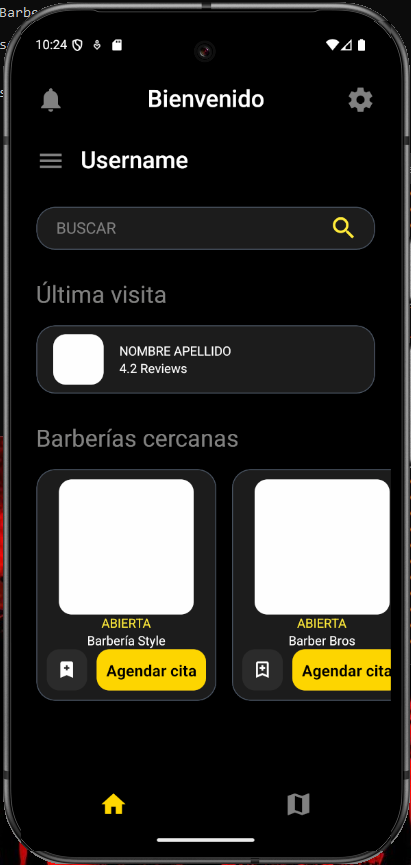 Barbe
10:24
Bienvenido
Username
BUSCAR
Última visita
NOMBRE APELLIDO
4.2 Reviews
Barberías cercanas
ABIERTA
Barbería Style
Agendar cita
ABIERTA
Barber Bros
Agendar cita